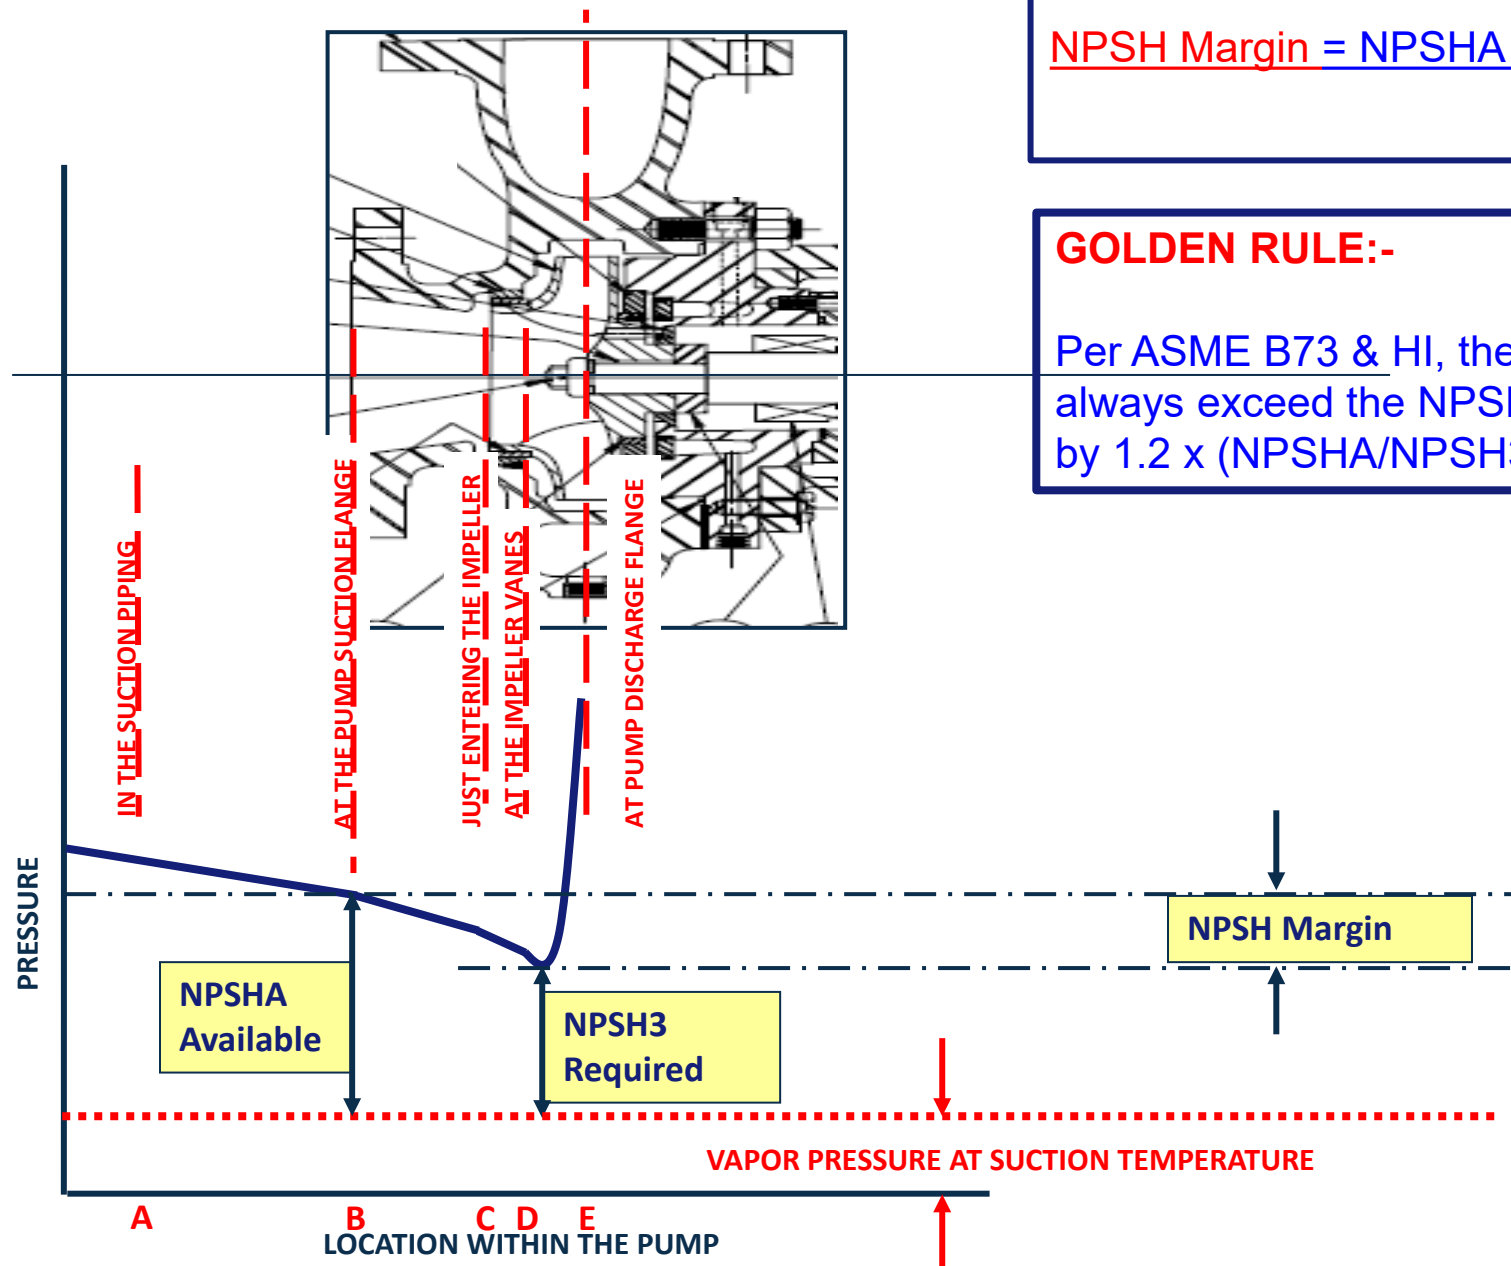 NPSH Margin = NPSHA
GOLDEN RULE:-
Per ASME B73 & HI, the
always exceed the NPS
by 1.2 x (NPSHA/NPSH
IN THE SUCTION PIPING
AT THE PUMP SUCTION FLANGE
JUST ENTERING THE IMPELLER
AT THE IMPELLER VANES
AT PUMP DISCHARGE FLANGE
PRESSURE
NPSH Margin
NPSHA
Available
NPSH3
Required
VAPOR PRESSURE AT SUCTION TEMPERATURE
A B C D E
LOCATION WITHIN THE PUMP